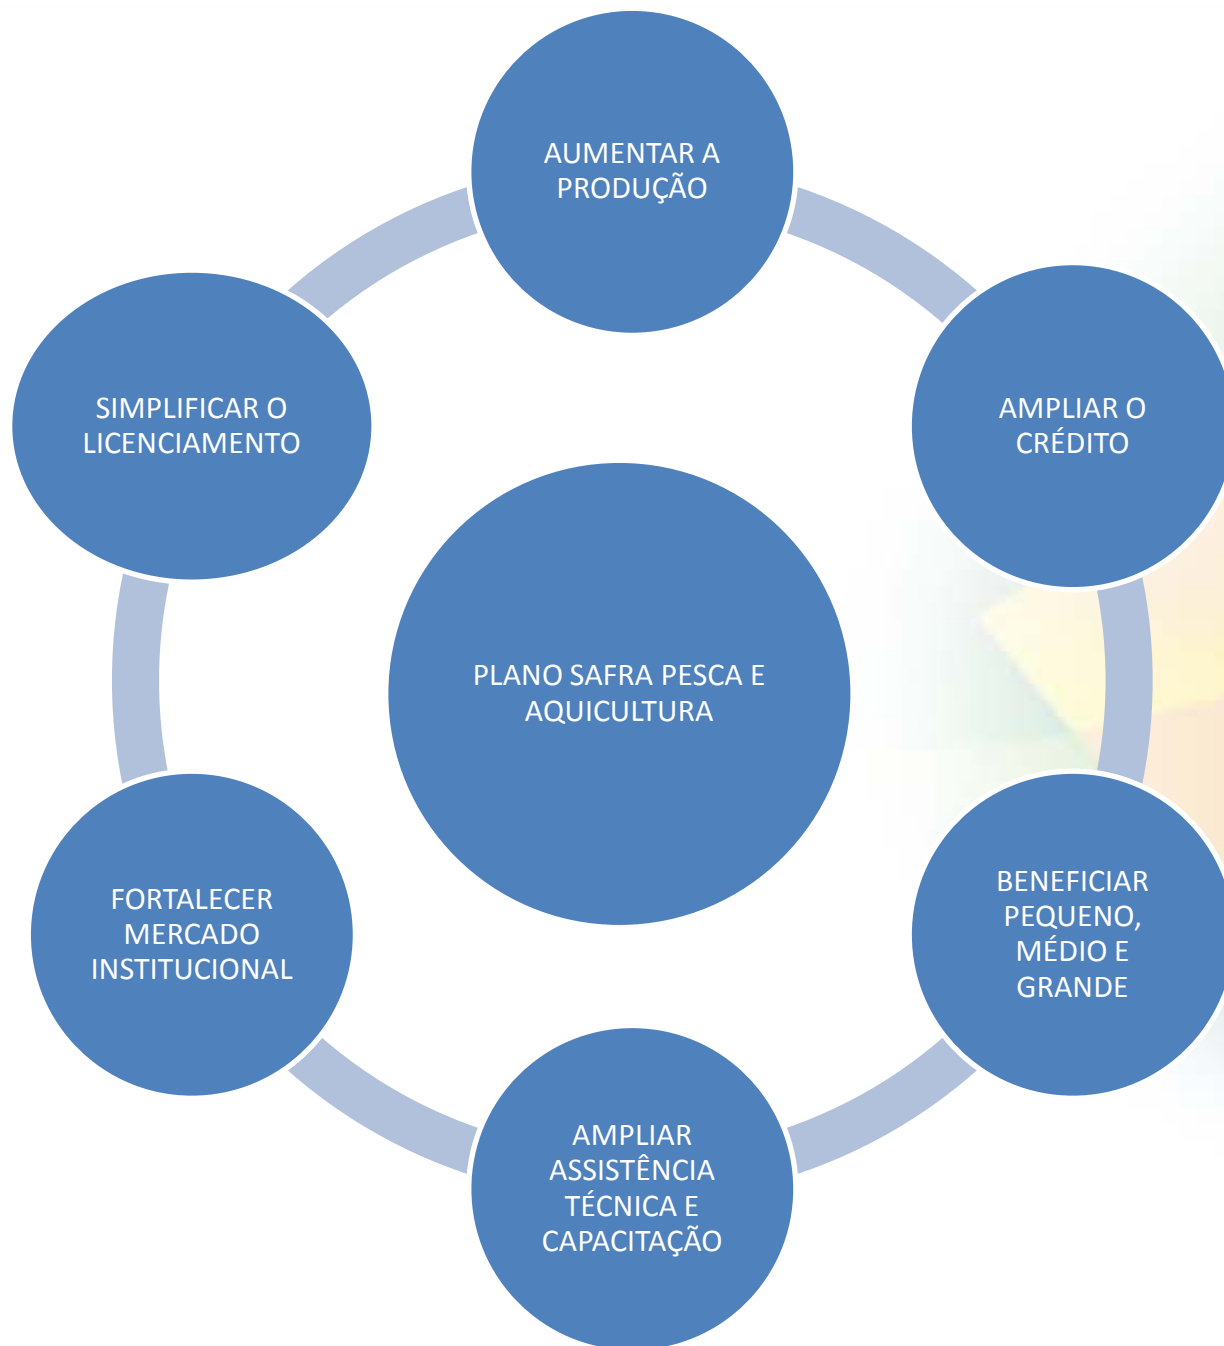 AUMENTAR A
PRODUÇÃO
AMPLIAR O
CRÉDITO
BENEFICIAR
PEQUENO,
MÉDIO E
GRANDE
AMPLIAR
ASSISTÊNCIA
TÉCNICA E
CAPACITAÇÃO
FORTALECER
MERCADO
INSTITUCIONAL
SIMPLIFICAR O
LICENCIAMENTO
PLANO SAFRA PESCA E
AQUICULTURA